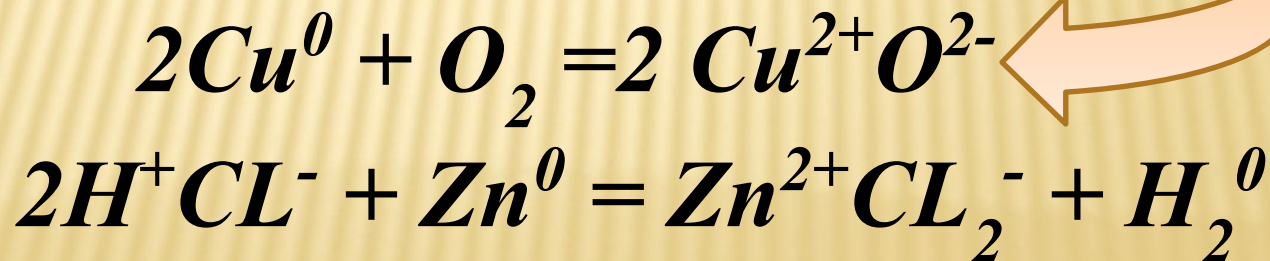 2Cu⁰ + O₂ =2 Cu²⁺O²⁻
2H⁺CL⁻ + Zn⁰ = Zn²⁺CL₂⁻ + H₂⁰